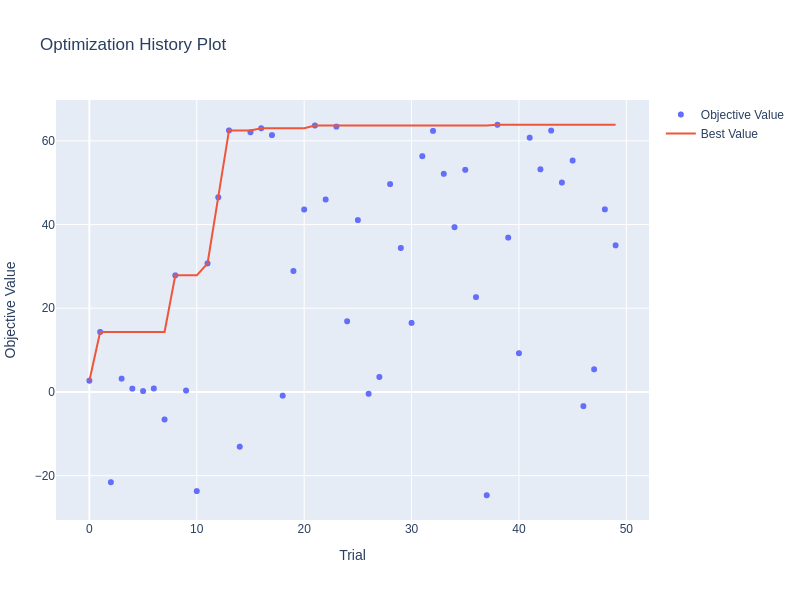 Optimization History Plot
Objective Value
Best Value
60
40
20
0
−20
0
10
20
30
40
50
Trial
Objective Value